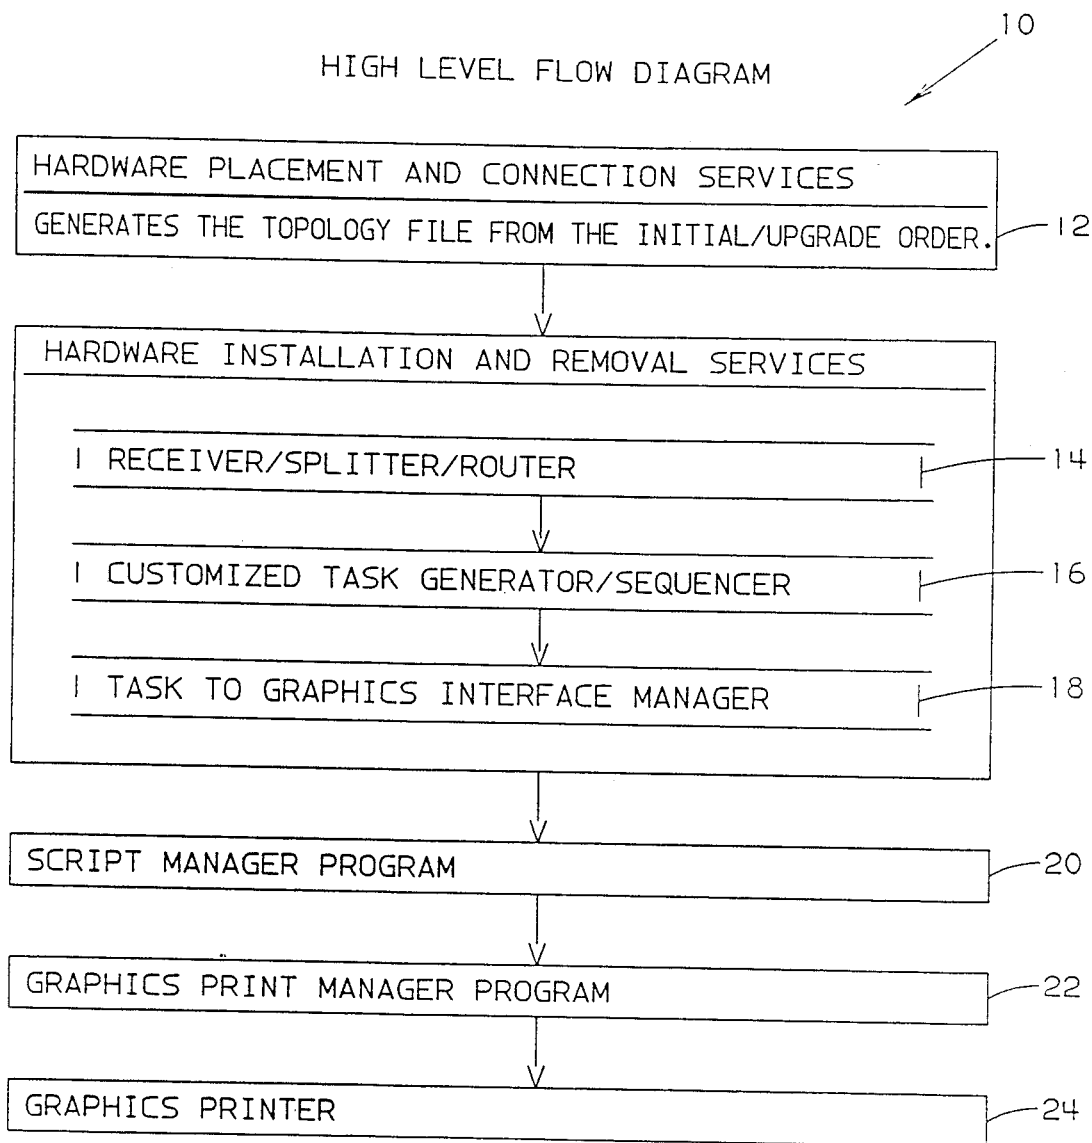 10
HIGH LEVEL FLOW DIAGRAM
HARDWARE PLACEMENT AND CONNECTION SERVICES
GENERATES THE TOPOLOGY FILE FROM THE INITIAL/UPGRADE ORDER.
12
HARDWARE INSTALLATION AND REMOVAL SERVICES
RECEIVER/SPLITTER/ROUTER
14
CUSTOMIZED TASK GENERATOR/SEQUENCER
16
TASK TO GRAPHICS INTERFACE MANAGER
18
SCRIPT MANAGER PROGRAM
20
GRAPHICS PRINT MANAGER PROGRAM
22
GRAPHICS PRINTER
24